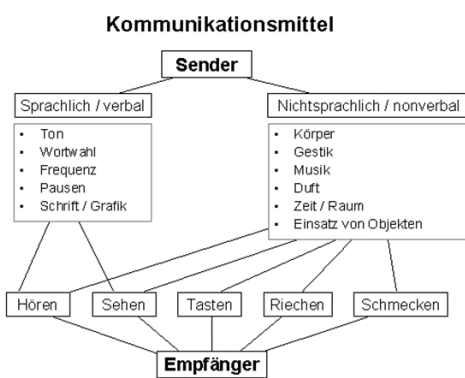 Kommunikationsmittel
Sender
Sprachlich / verbal
▪ Ton
▪ Wortwahl
▪ Frequenz
▪ Pausen
▪ Schrift / Grafik
Nichtsprachlich / nonverbal
▪ Körper
▪ Gestik
▪ Musik
▪ Duft
▪ Zeit / Raum
▪ Einsatz von Objekten
Hören
Sehen
Tasten
Riechen
Schmecken
Empfänger